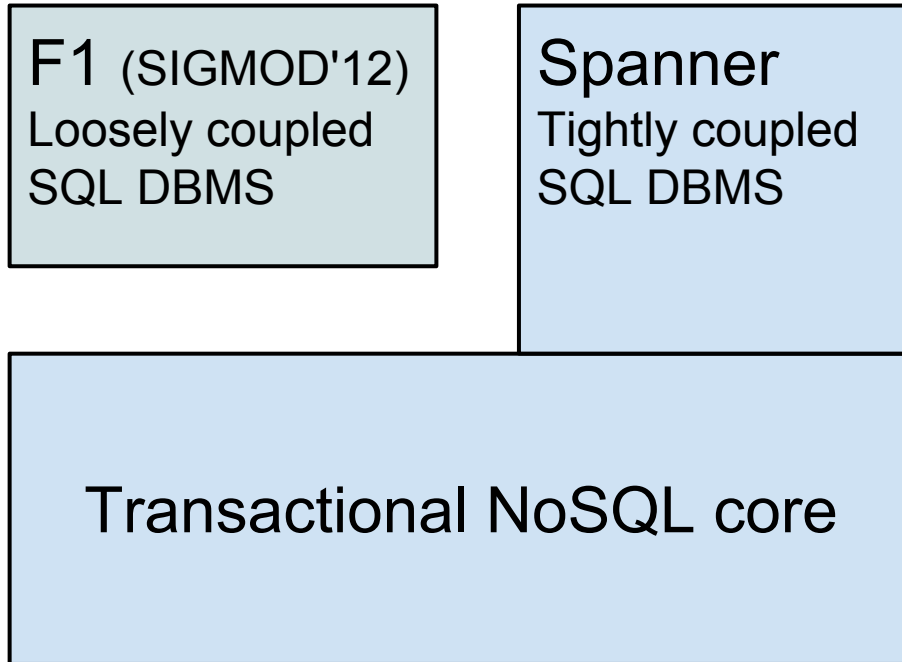 F1 (SIGMOD'12)
Loosely coupled
SQL DBMS
Spanner
Tightly coupled
SQL DBMS
Transactional NoSQL core